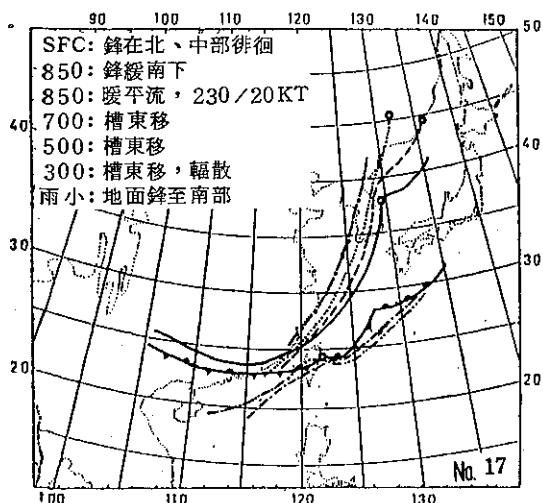 90 100 110 120 130 140 150
SFC: 鋒在北、中部徘徊
850: 鋒緩南下
850: 暖平流，230/20KT
700: 槽東移
500: 槽東移
300: 槽東移，輻散
雨小: 地面鋒至南部
50
40
40
30
30
20
20
No. 17
100 110 120 130